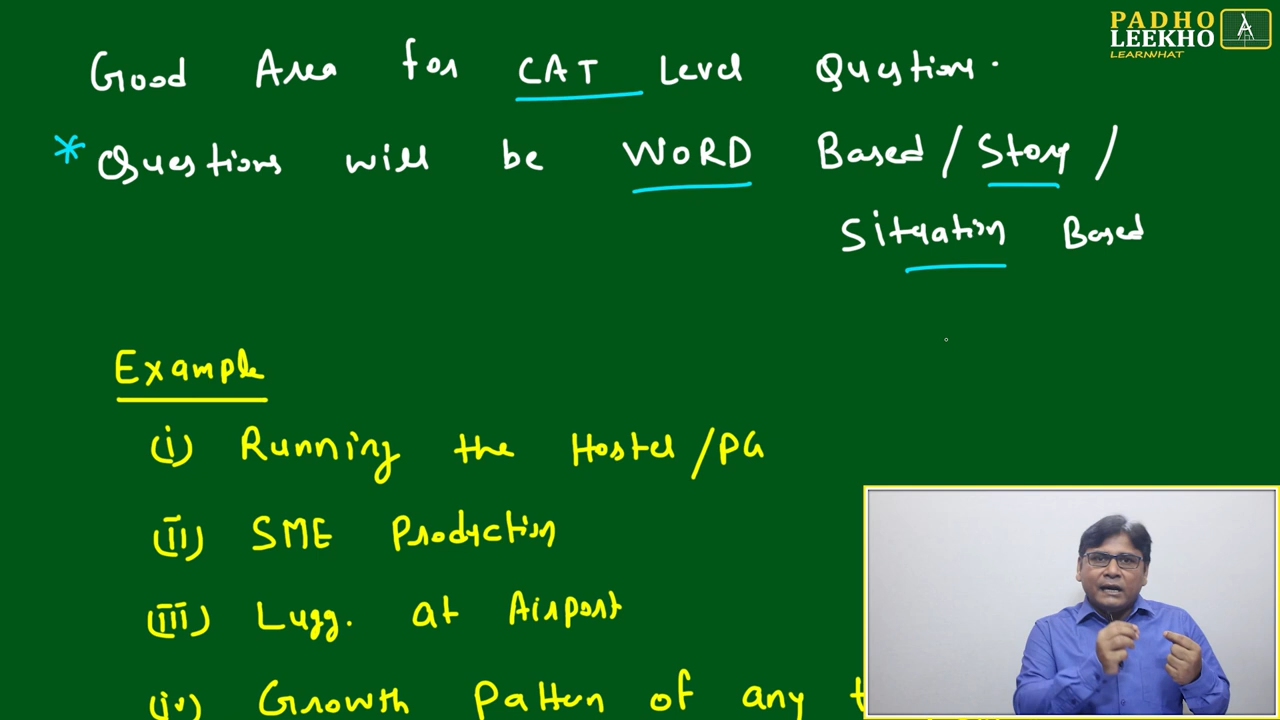 PADHO
LEEKHO
LEARNWHAT
Good Area for CAT Level Questions.
* Questions will be WORD Based / Story /
Situation Based
Example
(i) Running the Hostel / PG
(ii) SME Production
(iii) Lugg. at Airport
(iv) Growth Pattern of any